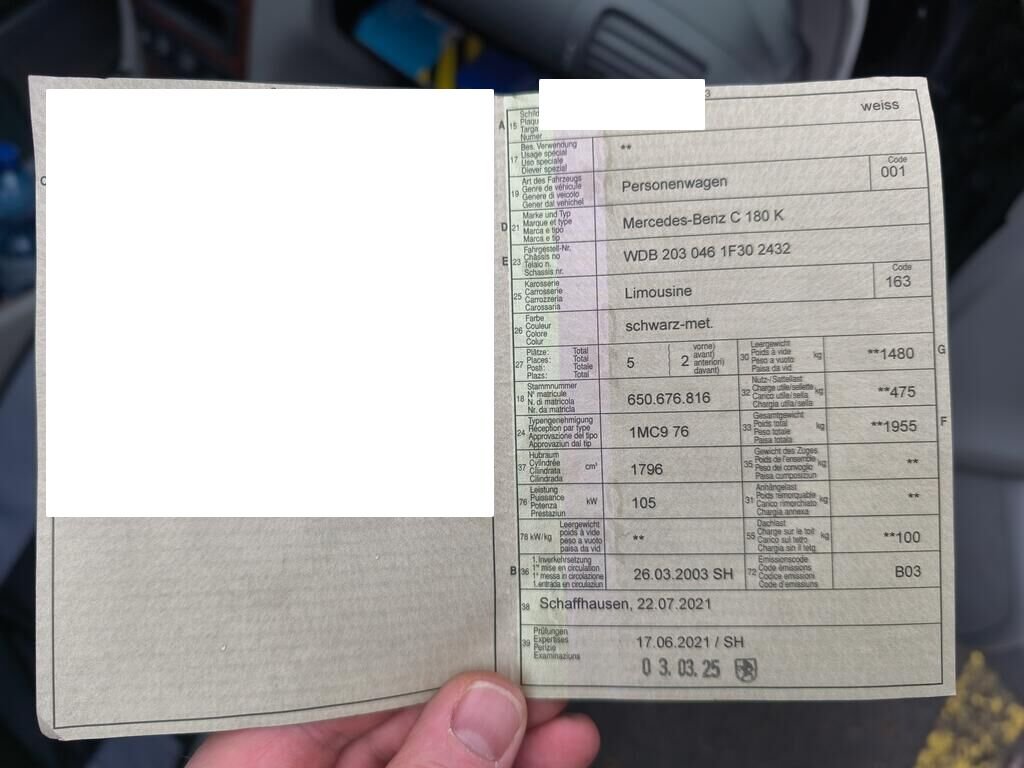 C
A 15 Schild
Plaqu
Targa
Numer
3
weiss
17 Bes. Verwendung
Usage spécial
Uso speciale
Diever spezial
**
19 Art des Fahrzeugs
Genre de véhicule
Genere di veicolo
Gener dal vehichel
Personenwagen
Code
001
D 21 Marke und Typ
Marque et type
Marca e tipo
Marca e tip
Mercedes-Benz C 180 K
E 23 Fahrgestell-Nr.
Châssis no
Telaio n.
Schassis nr.
WDB 203 046 1F30 2432
25 Karosserie
Carrosserie
Carrozzeria
Carossaria
Limousine
Code
163
26 Farbe
Couleur
Colore
Colur
schwarz-met.
27 Plätze: Total
Places: Total
Posti: Totale
Plazs: Total
5
( 2 vorne)
avant)
anteriori)
davant)
30 Leergewicht
Poids à vide
Peso a vuoto
Paisa da vid
kg
**1480
G
18 Stammnummer
N° matricule
N. di matricola
Nr. da matricla
650.676.816
32 Nutz-/Sattellast
Charge utile/sellette
Carico utile/sella
Chargia utila/sella
kg
**475
24 Typengenehmigung
Réception par type
Approvazione del tipo
Approvaziun dal tip
1MC9 76
33 Gesamtgewicht
Poids total
Peso totale
Paisa totala
kg
**1955
F
37 Hubraum
Cylindrée
Cilindrata
Cilindrada
cm³
1796
35 Gewicht des Zuges
Poids de l'ensemble
Peso del convoglio
Paisa cumposiziun
kg
**
76 Leistung
Puissance
Potenza
Prestaziun
kW
105
31 Anhängelast
Poids remorquable
Carico rimorchiato
Chargia annexa
kg
**
78 kW/kg Leergewicht
poids à vide
peso a vuoto
paisa da vid
**
55 Dachlast
Charge sur le toit
Carico sul tetto
Chargia sin il tetg
kg
**100
B 36 1. Inverkehrsetzung
1re mise en circulation
1a messa in circolazione
1. entrada en circulaziun
26.03.2003 SH
72 Emissionscode
Code émissions
Codice emissioni
Code d'emissiuns
B03
38 Schaffhausen, 22.07.2021
39 Prüfungen
Expertises
Perizie
Examinaziuns
17.06.2021 / SH
0 3. 03. 25